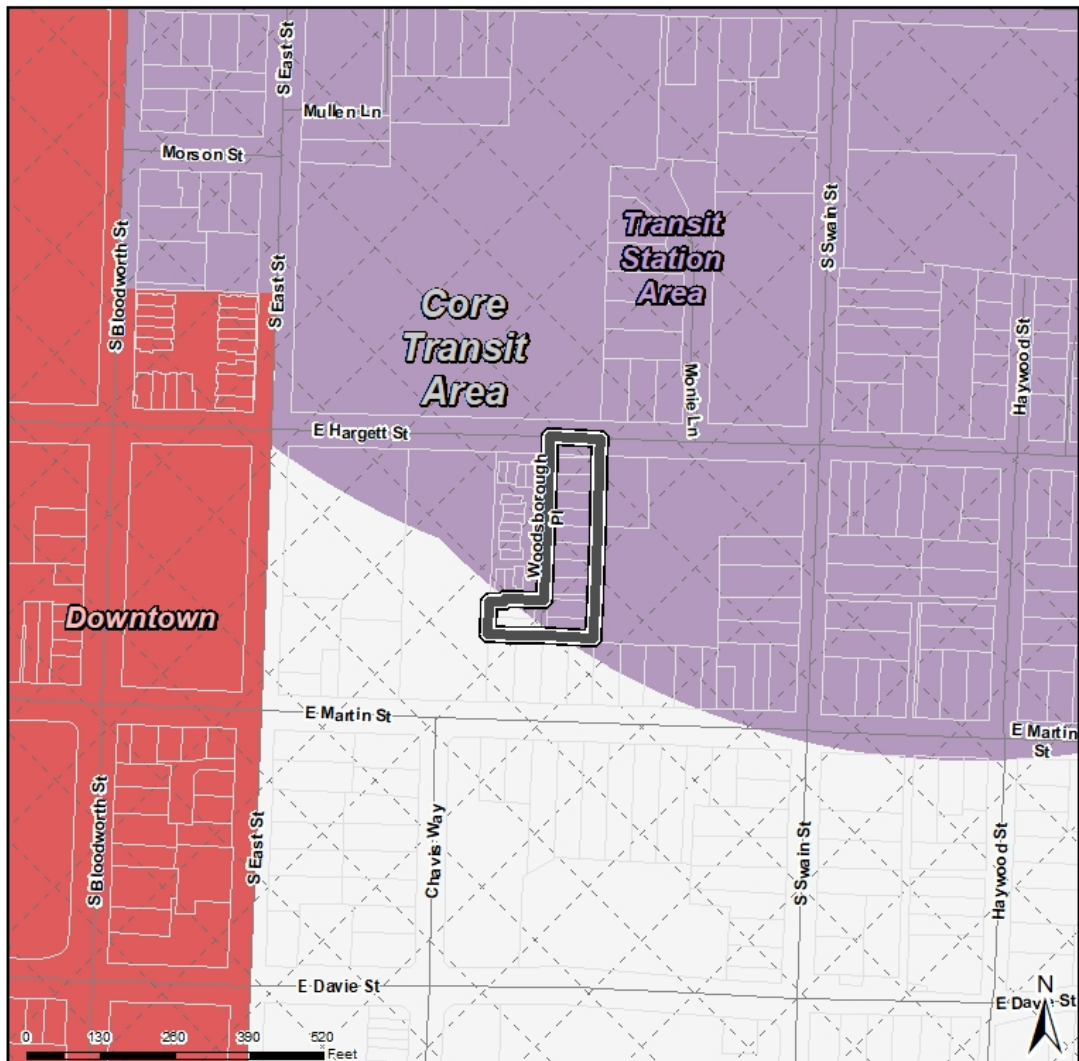 S East St
Mullen Ln
Morson St
S Bloodworth St
S East St
Transit
Station
Area
S Swain St
Core
Transit
Area
Haywood St
Monie Ln
E Hargett St
Woodsborough
Pl
Downtown
E Martin St
E Martin
St
S Bloodworth St
S East St
Chavis Way
S Swain St
Haywood St
E Davie St
E Davie St
N
0 130 260 390 520
Feet